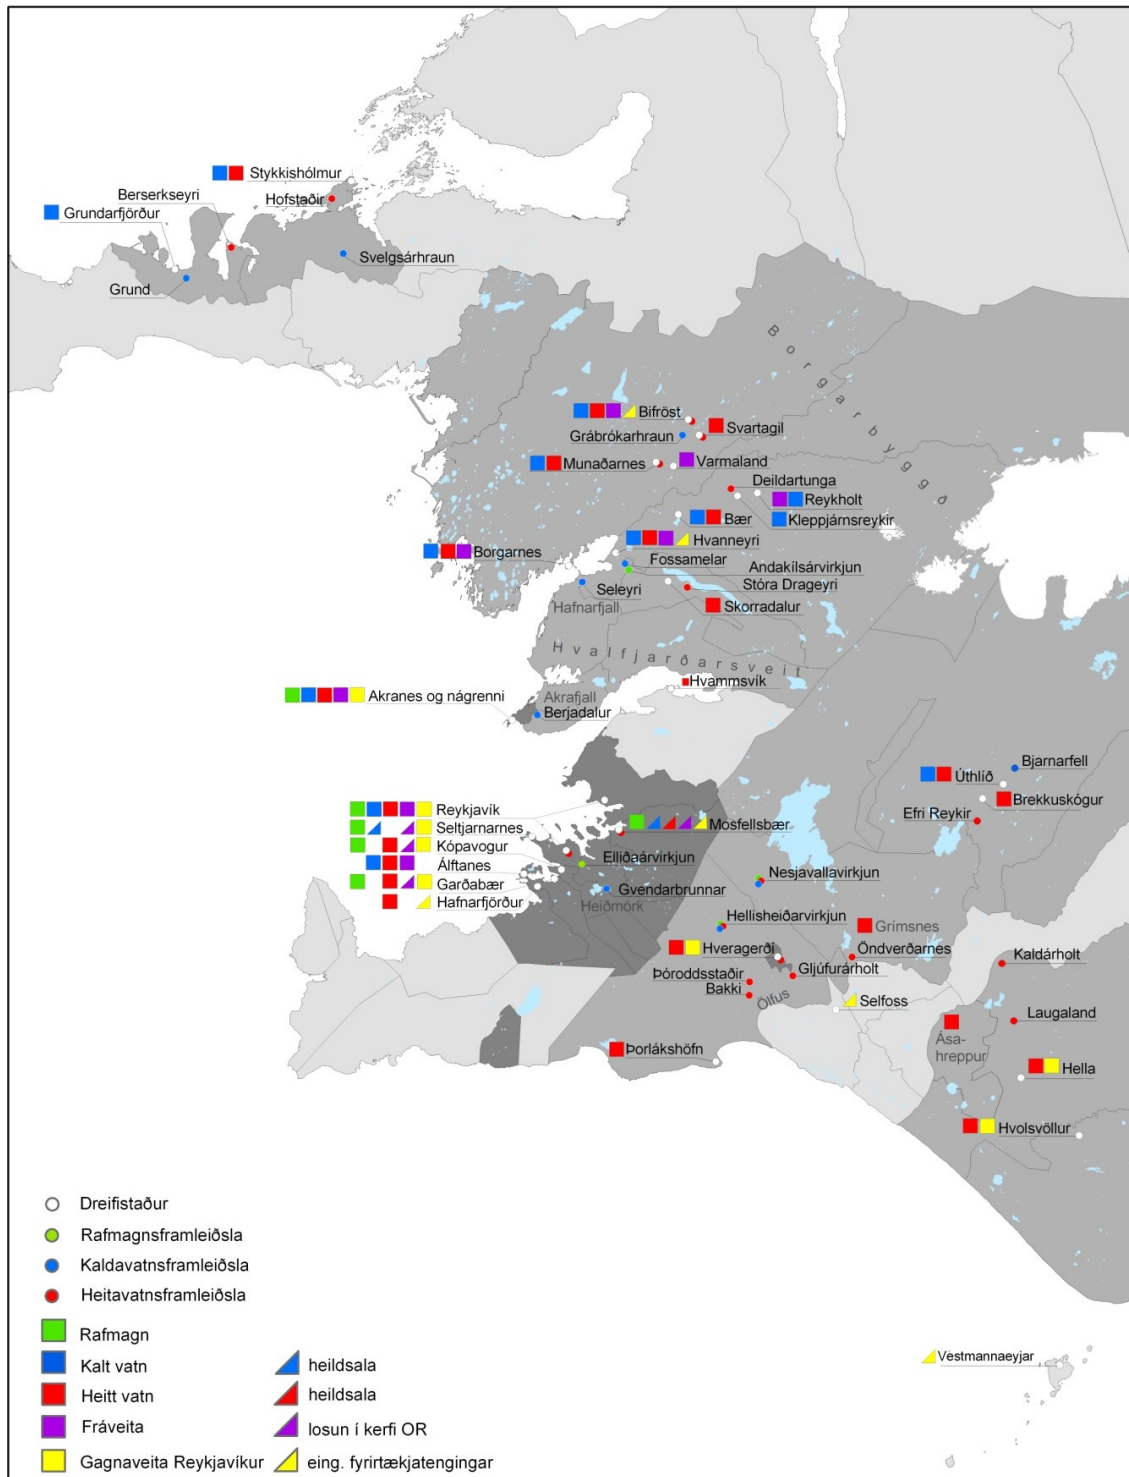 Stykkishólmur
Berserkseyri
Hofstaðir
Grundarfjörður
Svelgsárhraun
Grund
Borgarbyggð
Bifröst
Svartagil
Grábrókarhraun
Munaðarnes
Varmaland
Deildartunga
Reykholt
Kleppjárnsreykir
Bær
Hvanneyri
Borgarnes
Fossamelar
Andakílsárvirkjun
Stóra Drageyri
Seleyri
Hafnarfjall
Skorradalur
Hvalfjarðarsveit
Hvammsvík
Akranes og nágrenni
Akrafjall
Berjadalur
Bjarnarfell
Úthlíð
Brekkuskógur
Efri Reykir
Reykjavík
Seltjarnarnes
Mosfellsbær
Kópavogur
Elliðaárvirkjun
Álftanes
Garðabær
Gvendarbrunnar
Nesjavallavirkjun
Hafnarfjörður
Heiðmörk
Hellisheiðarvirkjun
Grímsnes
Hveragerði
Öndverðarnes
Kaldárholt
Þóroddsstaðir
Gljúfurárholt
Bakki
Ölfus
Selfoss
Laugaland
Ása-
hreppur
Þorlákshöfn
Hella
Hvolsvöllur
Vestmannaeyjar
Dreifistaður
Rafmagnsframleiðsla
Kaldavatnsframleiðsla
Heitavatnsframleiðsla
Rafmagn
Kalt vatn
heildsala
Heitt vatn
heildsala
Fráveita
losun í kerfi OR
Gagnaveita Reykjavíkur
eing. fyrirtækjatengingar